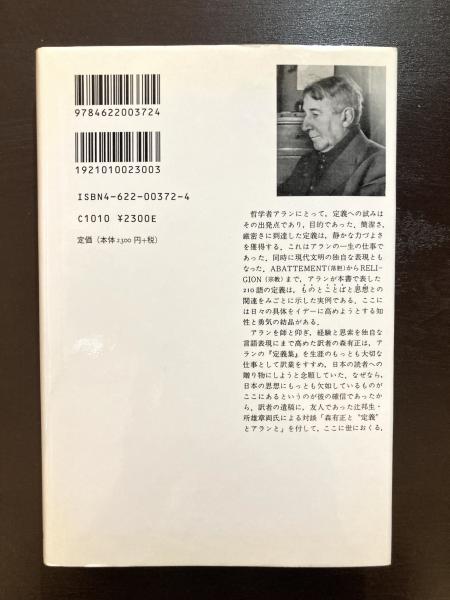 9784622003724
1921010023003
ISBN4-622-00372-4
C1010 ¥2300E
定価（本体2300円+税）
哲学者アランにとって，定義への試みは
その出発点であり，目的であった．簡潔さ，
厳密さに到達した定義は，静かな力づよさ
を獲得する．これはアランの一生の仕事で
あった．同時に現代文明の独自な表現とも
なった．ABATTEMENT(落胆)からRELI-
GION（宗教）まで，アランが本書で表した
210語の定義は，ものとことばと思想との
関連をみごとに示した実例である．ここに
は日々の具体をイデーに高めようとする知
性と勇気の結晶がある．
アランを師と仰ぎ，経験と思索を独自な
言語表現にまで高めた訳者の森有正は，ア
ランの『定義集』を生涯のもっとも大切な
仕事として訳業をすすめ，日本の読者への
贈り物にしようと念願していた．なぜなら，
日本の思想にもっとも欠如しているものが
ここにあるというのが彼の確信であったか
ら．訳者の遺稿に，友人であった辻邦生・
所雄章両氏による対談「森有正と“定義”
とアランと」を付して，ここに世におくる．